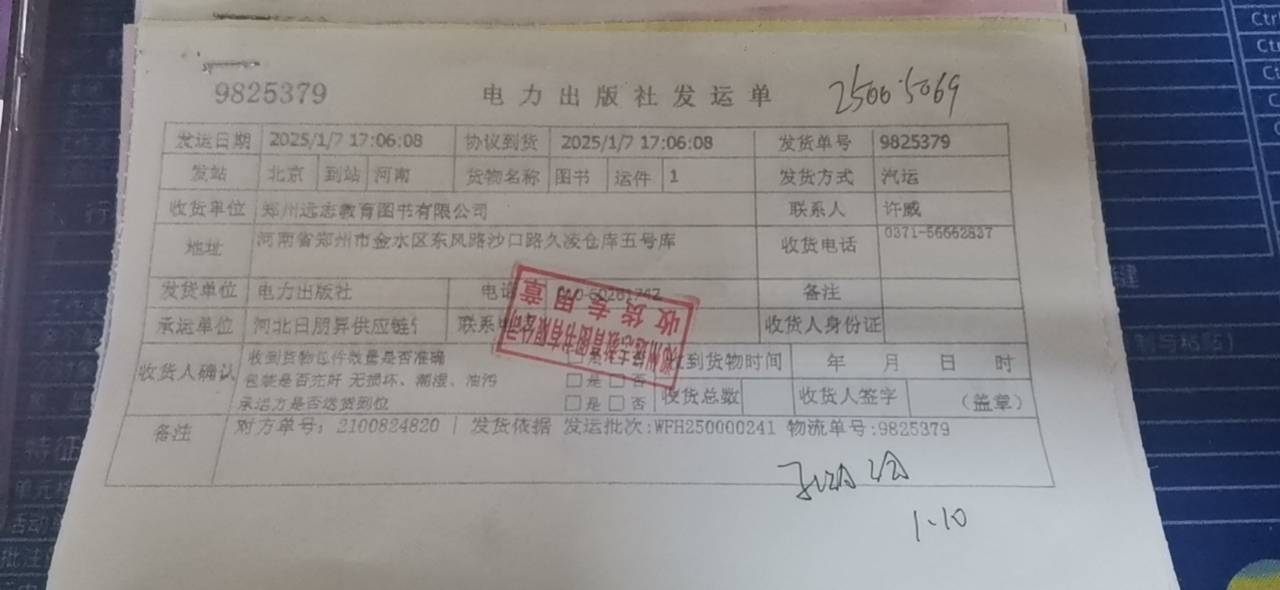 9825379 电力出版社发运单 2500.5069
发运日期 2025/1/7 17:06:08 协议到货 2025/1/7 17:06:08 发货单号 9825379
发站 北京 到站 河南 货物名称 图书 运件 1 发货方式 汽运
收货单位 郑州远志教育图书有限公司 联系人 许威
地址 河南省郑州市金水区东风路沙口路久凌仓库五号库 收货电话 0371-56662837
发货单位 电力出版社 电话 备注
承运单位 河北日朋昇供应链 联系 收货人身份证
收货人确认 收到货物包件数量是否准确 收到货物时间 年 月 日 时
包装是否完好 无损坏、潮湿、油污 □是 □否
承运方是否送货到位 □是 □否 收货总数 收货人签字 （盖章）
备注 对方单号：2100824820 | 发货依据 发运批次:WFH250000241 物流单号:9825379
收货专用章
1.10